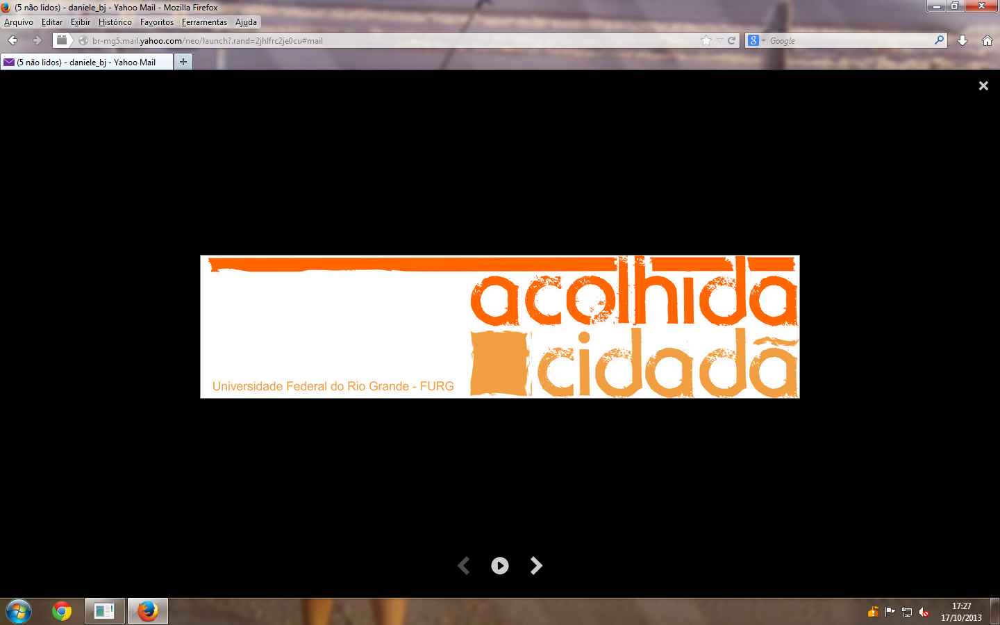 (5 não lidos) - daniele_bj - Yahoo Mail - Mozilla Firefox
Arquivo Editar Exibir Histórico Favoritos Ferramentas Ajuda
br-mg5.mail.yahoo.com/neo/launch?.rand=2jhlfrc2je0cu#mail
Google
(5 não lidos) - daniele_bj - Yahoo Mail
acolhida
cidadã
Universidade Federal do Rio Grande - FURG
17:27
17/10/2013